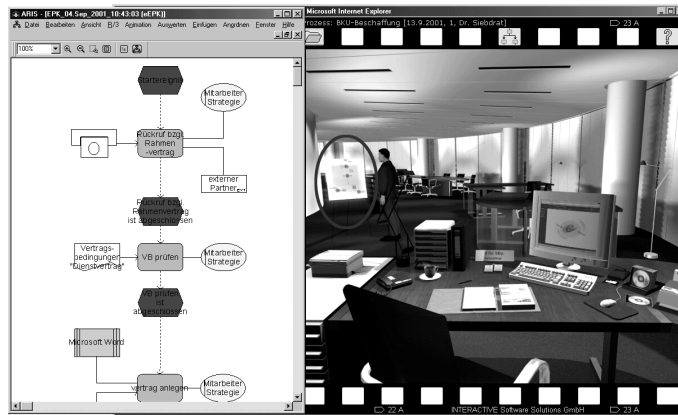 ARIS - [EPK_04.Sep_2001_10:43:03 (eEPK)]
Datei Bearbeiten Ansicht R/3 Animation Auswerten Einfügen Anordnen Fenster Hilfe
100%
Startereignis
Mitarbeiter
Strategie
Rückruf bzgl.
Rahmen
-vertrag
externer
Partner
Rückruf bzgl.
Rahmenvertrag
ist abgeschlossen
Vertrags-
bedingungen
"Dienstvertrag"
VB prüfen
Mitarbeiter
Strategie
VB prüfen
ist
abgeschlossen
Microsoft Word
Vertrag anlegen
Mitarbeiter
Strategie
Microsoft Internet Explorer
rozess: BKU-Beschaffung [13.9.2001, 1, Dr. Siebdrat]
23 A
?
22 A
INTERACTIVE Software Solutions GmbH
23 A